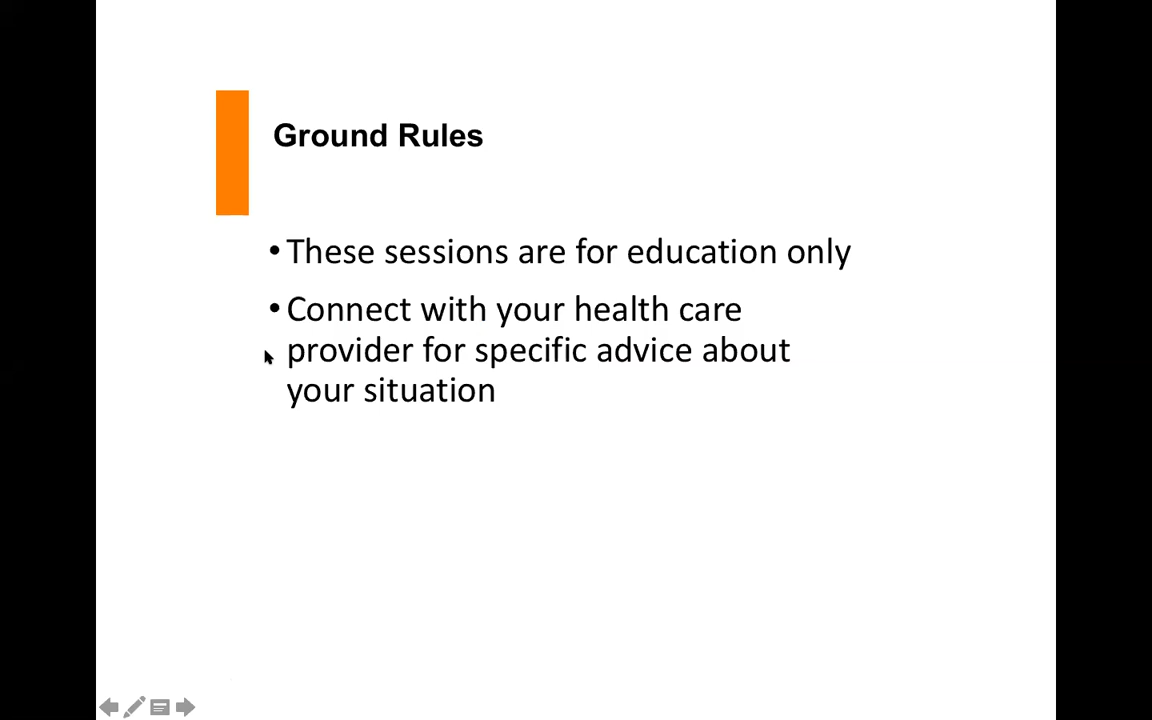 Ground Rules
• These sessions are for education only
• Connect with your health care
provider for specific advice about
your situation